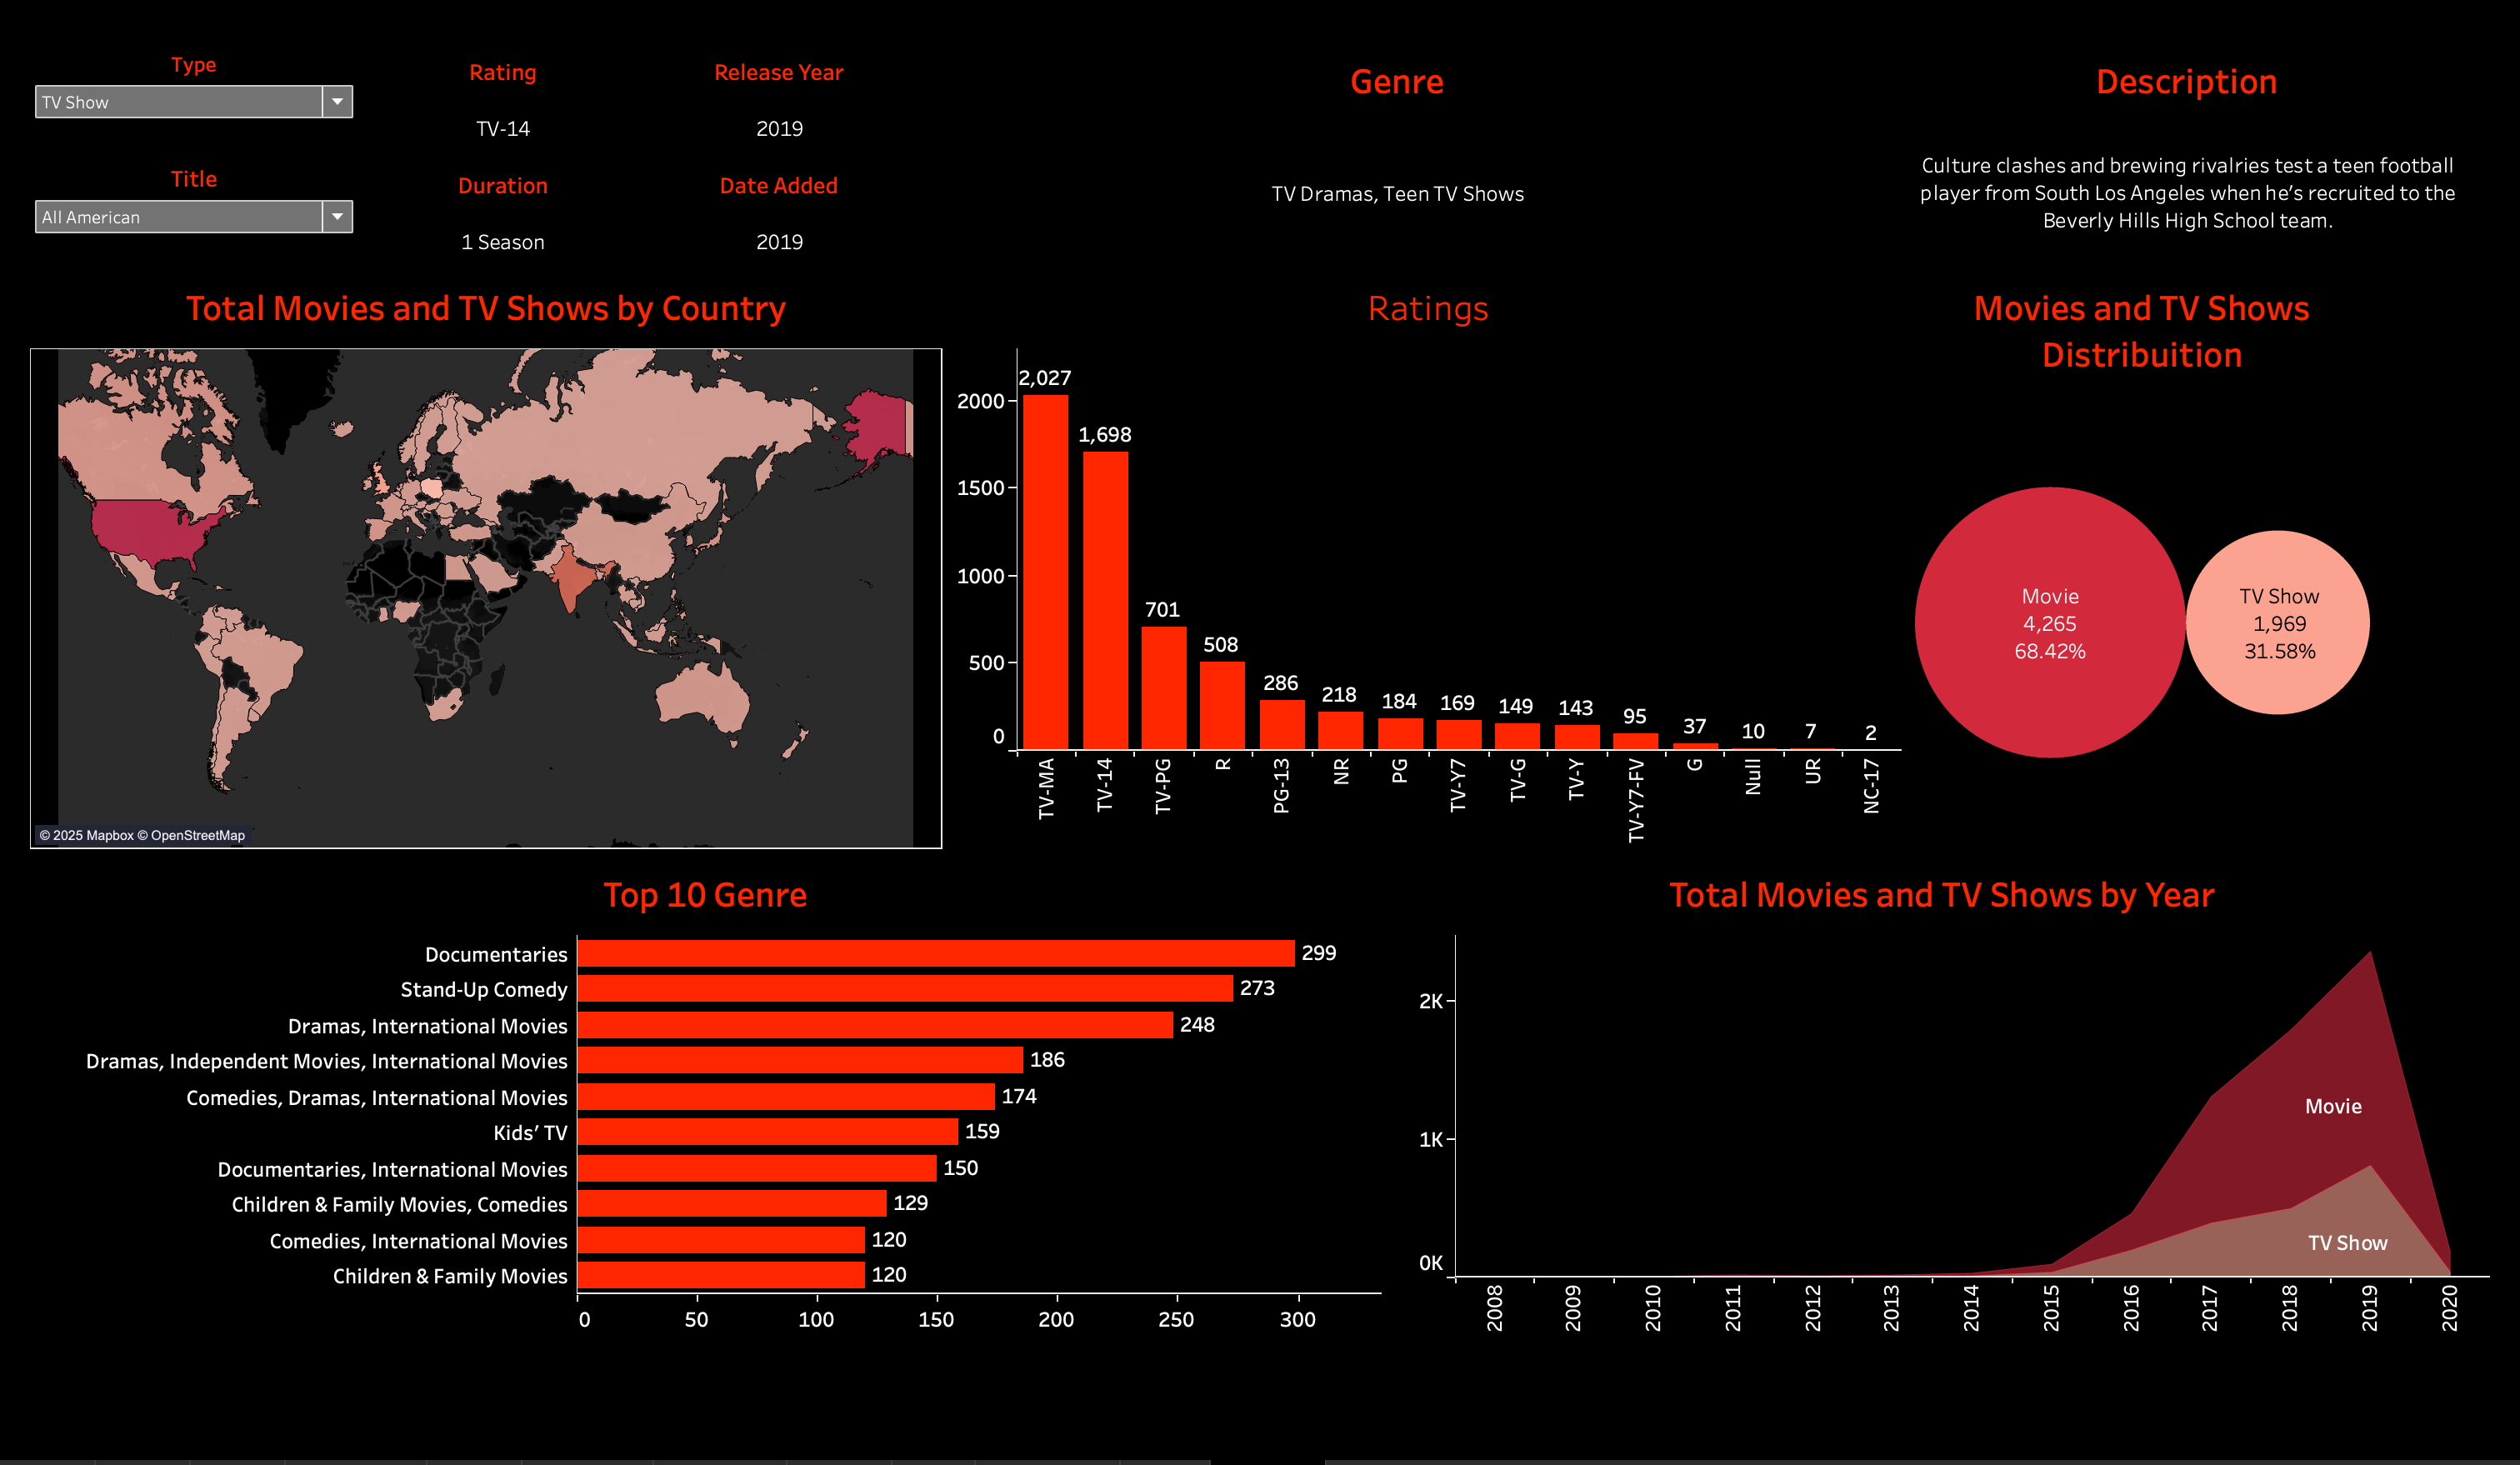 Type
TV Show
Title
All American
Rating
TV-14
Duration
1 Season
Release Year
2019
Date Added
2019
Genre
TV Dramas, Teen TV Shows
Description
Culture clashes and brewing rivalries test a teen football
player from South Los Angeles when he’s recruited to the
Beverly Hills High School team.
Total Movies and TV Shows by Country
© 2025 Mapbox © OpenStreetMap
Ratings
2000
1500
1000
500
0
2,027
1,698
701
508
286
218
184
169
149
143
95
37
10
7
2
TV-MA
TV-14
TV-PG
R
PG-13
NR
PG
TV-Y7
TV-G
TV-Y
TV-Y7-FV
G
Null
UR
NC-17
Movies and TV Shows
Distribuition
Movie
4,265
68.42%
TV Show
1,969
31.58%
Top 10 Genre
Documentaries 299
Stand-Up Comedy 273
Dramas, International Movies 248
Dramas, Independent Movies, International Movies 186
Comedies, Dramas, International Movies 174
Kids’ TV 159
Documentaries, International Movies 150
Children & Family Movies, Comedies 129
Comedies, International Movies 120
Children & Family Movies 120
0 50 100 150 200 250 300
Total Movies and TV Shows by Year
2K
1K
0K
Movie
TV Show
2008
2009
2010
2011
2012
2013
2014
2015
2016
2017
2018
2019
2020